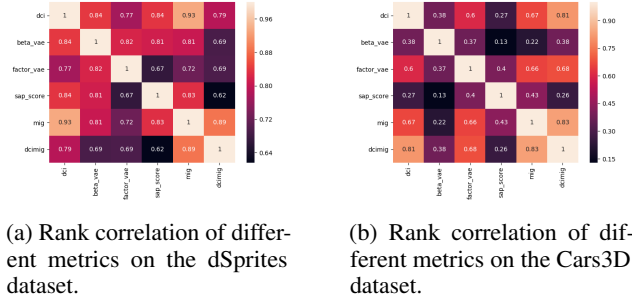 dci 1 0.84 0.77 0.84 0.93 0.79
beta_vae 0.84 1 0.82 0.81 0.81 0.69
factor_vae 0.77 0.82 1 0.67 0.72 0.69
sap_score 0.84 0.81 0.67 1 0.83 0.62
mig 0.93 0.81 0.72 0.83 1 0.89
dcimig 0.79 0.69 0.69 0.62 0.89 1
dci beta_vae factor_vae sap_score mig dcimig
0.96
0.88
0.80
0.72
0.64
(a) Rank correlation of differ-
ent metrics on the dSprites
dataset.
dci 1 0.38 0.6 0.27 0.67 0.81
beta_vae 0.38 1 0.37 0.13 0.22 0.38
factor_vae 0.6 0.37 1 0.4 0.66 0.68
sap_score 0.27 0.13 0.4 1 0.43 0.26
mig 0.67 0.22 0.66 0.43 1 0.83
dcimig 0.81 0.38 0.68 0.26 0.83 1
dci beta_vae factor_vae sap_score mig dcimig
0.90
0.75
0.60
0.45
0.30
0.15
(b) Rank correlation of dif-
ferent metrics on the Cars3D
dataset.